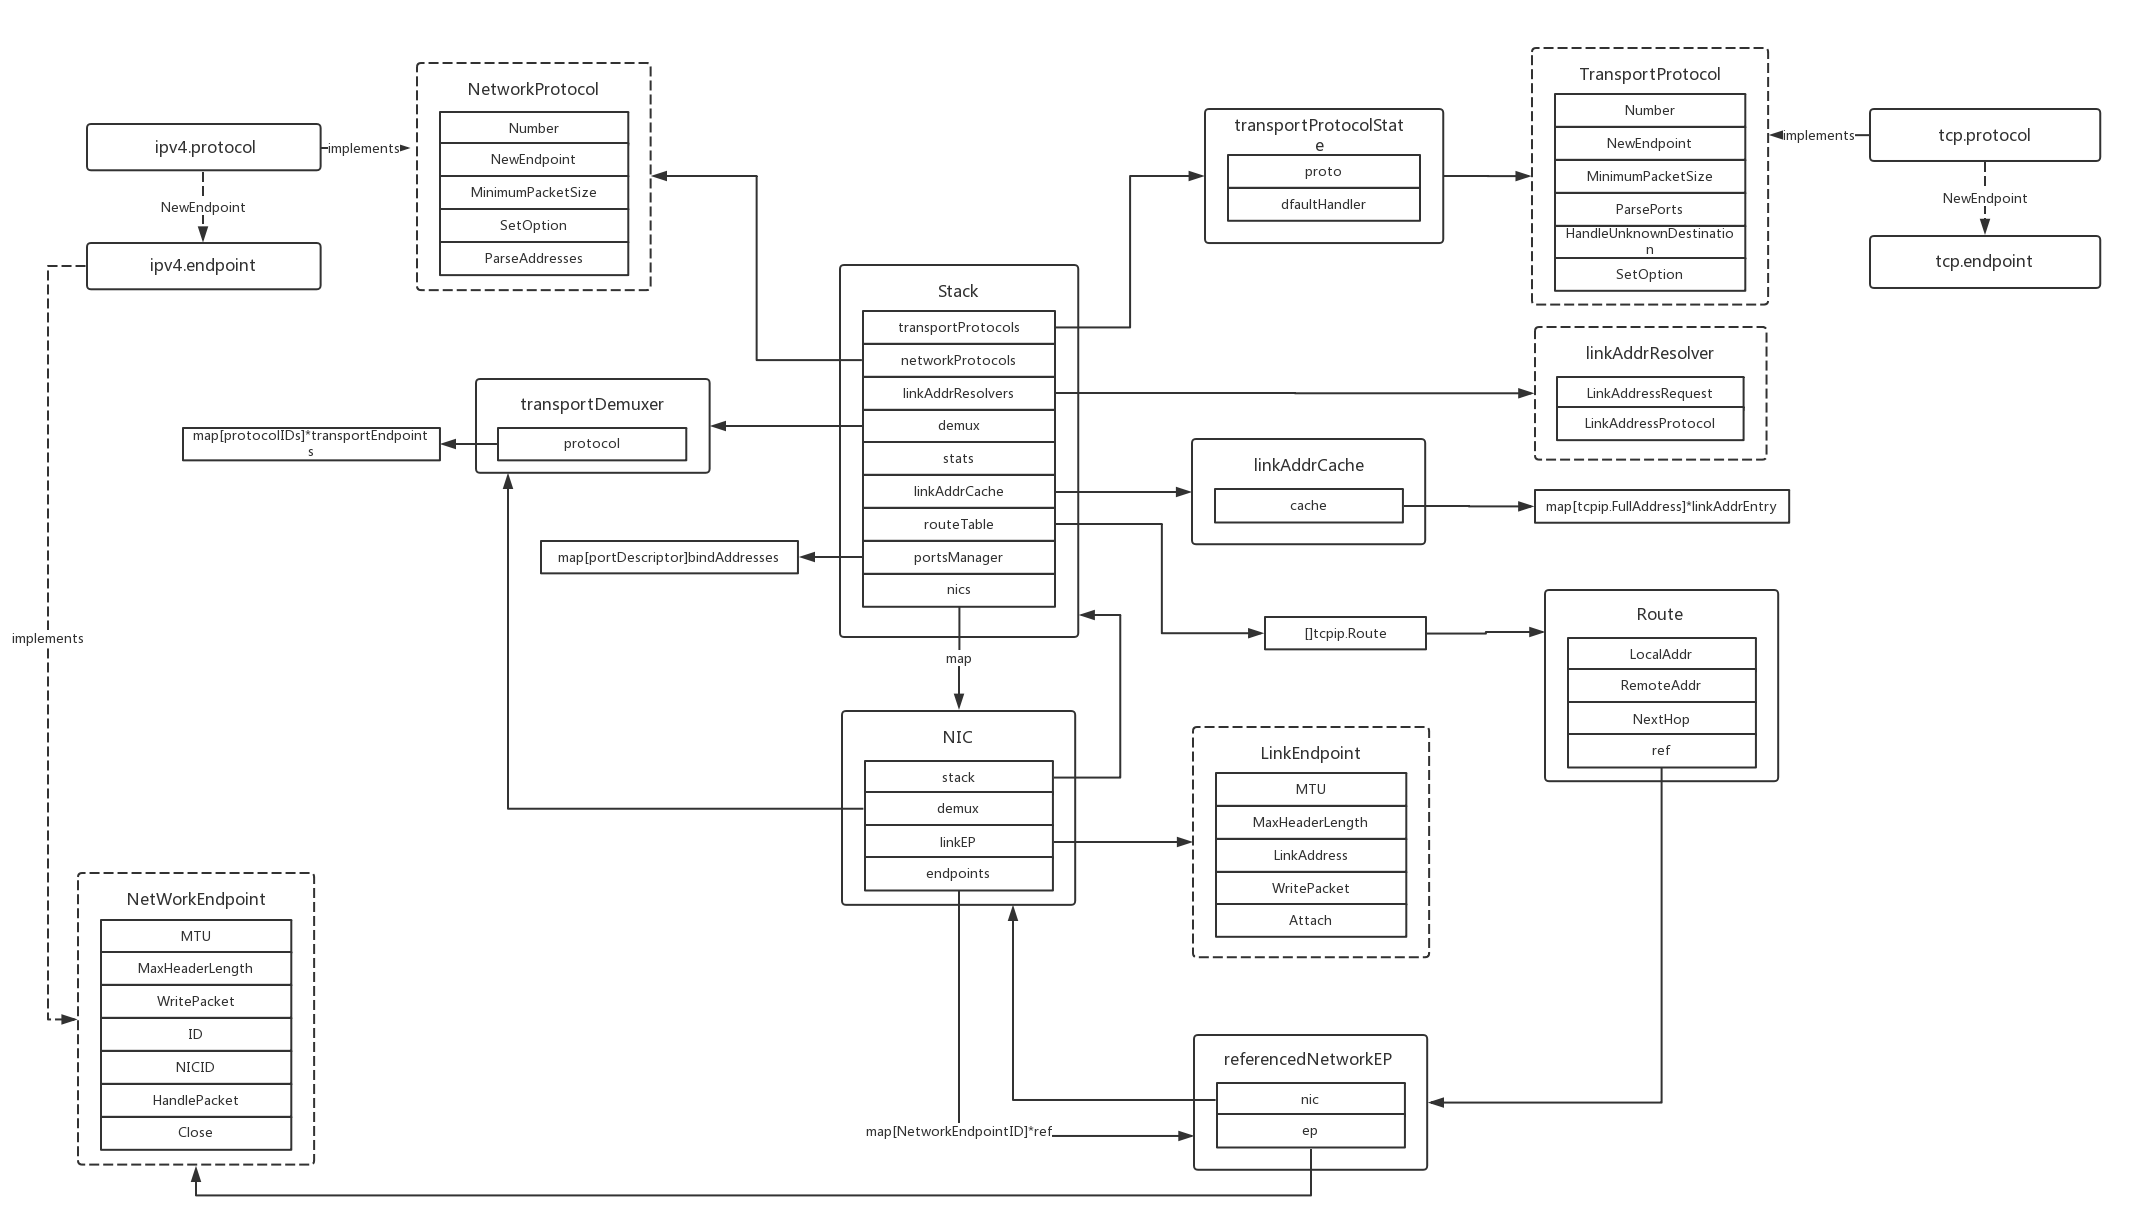 ipv4.protocol
implements
NewEndpoint
ipv4.endpoint
NetworkProtocol
Number
NewEndpoint
MinimumPacketSize
SetOption
ParseAddresses
transportProtocolStat
e
proto
dfaultHandler
TransportProtocol
Number
NewEndpoint
MinimumPacketSize
ParsePorts
HandleUnknownDestinatio
n
SetOption
implements
tcp.protocol
NewEndpoint
tcp.endpoint
Stack
transportProtocols
networkProtocols
linkAddrResolvers
demux
stats
linkAddrCache
routeTable
portsManager
nics
map
transportDemuxer
protocol
map[protocolIDs]*transportEndpoint
s
map[portDescriptor]bindAddresses
linkAddrResolver
LinkAddressRequest
LinkAddressProtocol
linkAddrCache
cache
map[tcpip.FullAddress]*linkAddrEntry
[]tcpip.Route
Route
LocalAddr
RemoteAddr
NextHop
ref
implements
NIC
stack
demux
linkEP
endpoints
LinkEndpoint
MTU
MaxHeaderLength
LinkAddress
WritePacket
Attach
NetWorkEndpoint
MTU
MaxHeaderLength
WritePacket
ID
NICID
HandlePacket
Close
map[NetworkEndpointID]*ref
referencedNetworkEP
nic
ep